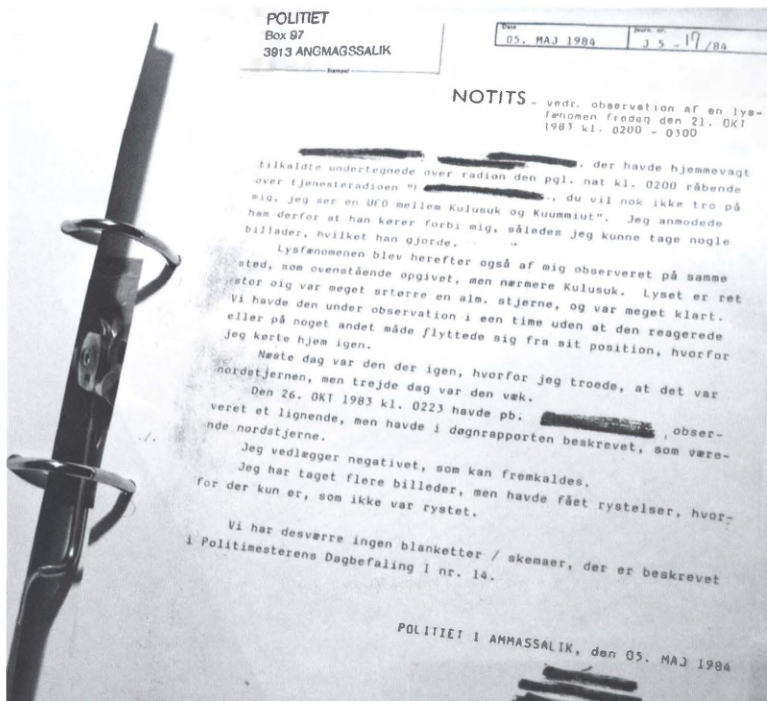 POLITIET
Box 97
3913 ANGMAGSSALIK
Stempel
Dato
05. MAJ 1984
Journ. nr.
J 5 - 17/84
NOTITS - vedr. observation af en lys-
fænomen fredag den 21. OKT
1983 kl. 0200 - 0300
, der havde hjemmevagt
tilkaldte undertegnede over radion den pgl. nat kl. 0200 råbende
over tjenesteradioen "! ., du vil nok ikke tro på
mig, jeg ser en UFO mellem Kulusuk og Kuummiut". Jeg anmodede
ham derfor at han kører forbi mig, således jeg kunne tage nogle
billader, hvilket han gjorde.
Lysfænomenen blev herefter også af mig observeret på samme
sted, som ovenstående opgivet, men nærmere Kulusuk. Lyset er ret
stor oig var meget srtørre en alm. stjerne, og var meget klart.
Vi havde den under observation i een time uden at den reagerede
eller på noget andet måde flyttede sig fra sit position, hvorfor
jeg kørte hjem igen.
Næste dag var den der igen, hvorfor jeg troede, at det var
nordstjernen, men trejde dag var den væk.
Den 26. OKT 1983 kl. 0223 havde pb. , obser-
veret et lignende, men havde i døgnrapporten beskrevet, som være-
nde nordstjerne.
Jeg vedlægger negativet, som kan fremkaldes.
Jeg har taget flere billeder, men havde fået rystelser, hvor-
for der kun er, som ikke var rystet.
Vi har desværre ingen blanketter / skemaer, der er beskrevet
i Politimesterens Dagbefaling I nr. 14.
POLITIET I AMMASSALIK, den 05. MAJ 1984